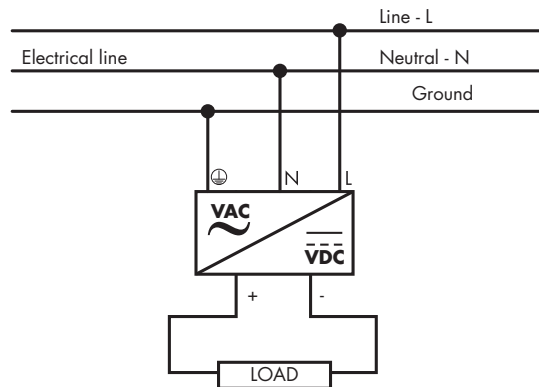 Line - L
Electrical line
Neutral - N
Ground
N
L
VAC
VDC
+
-
LOAD